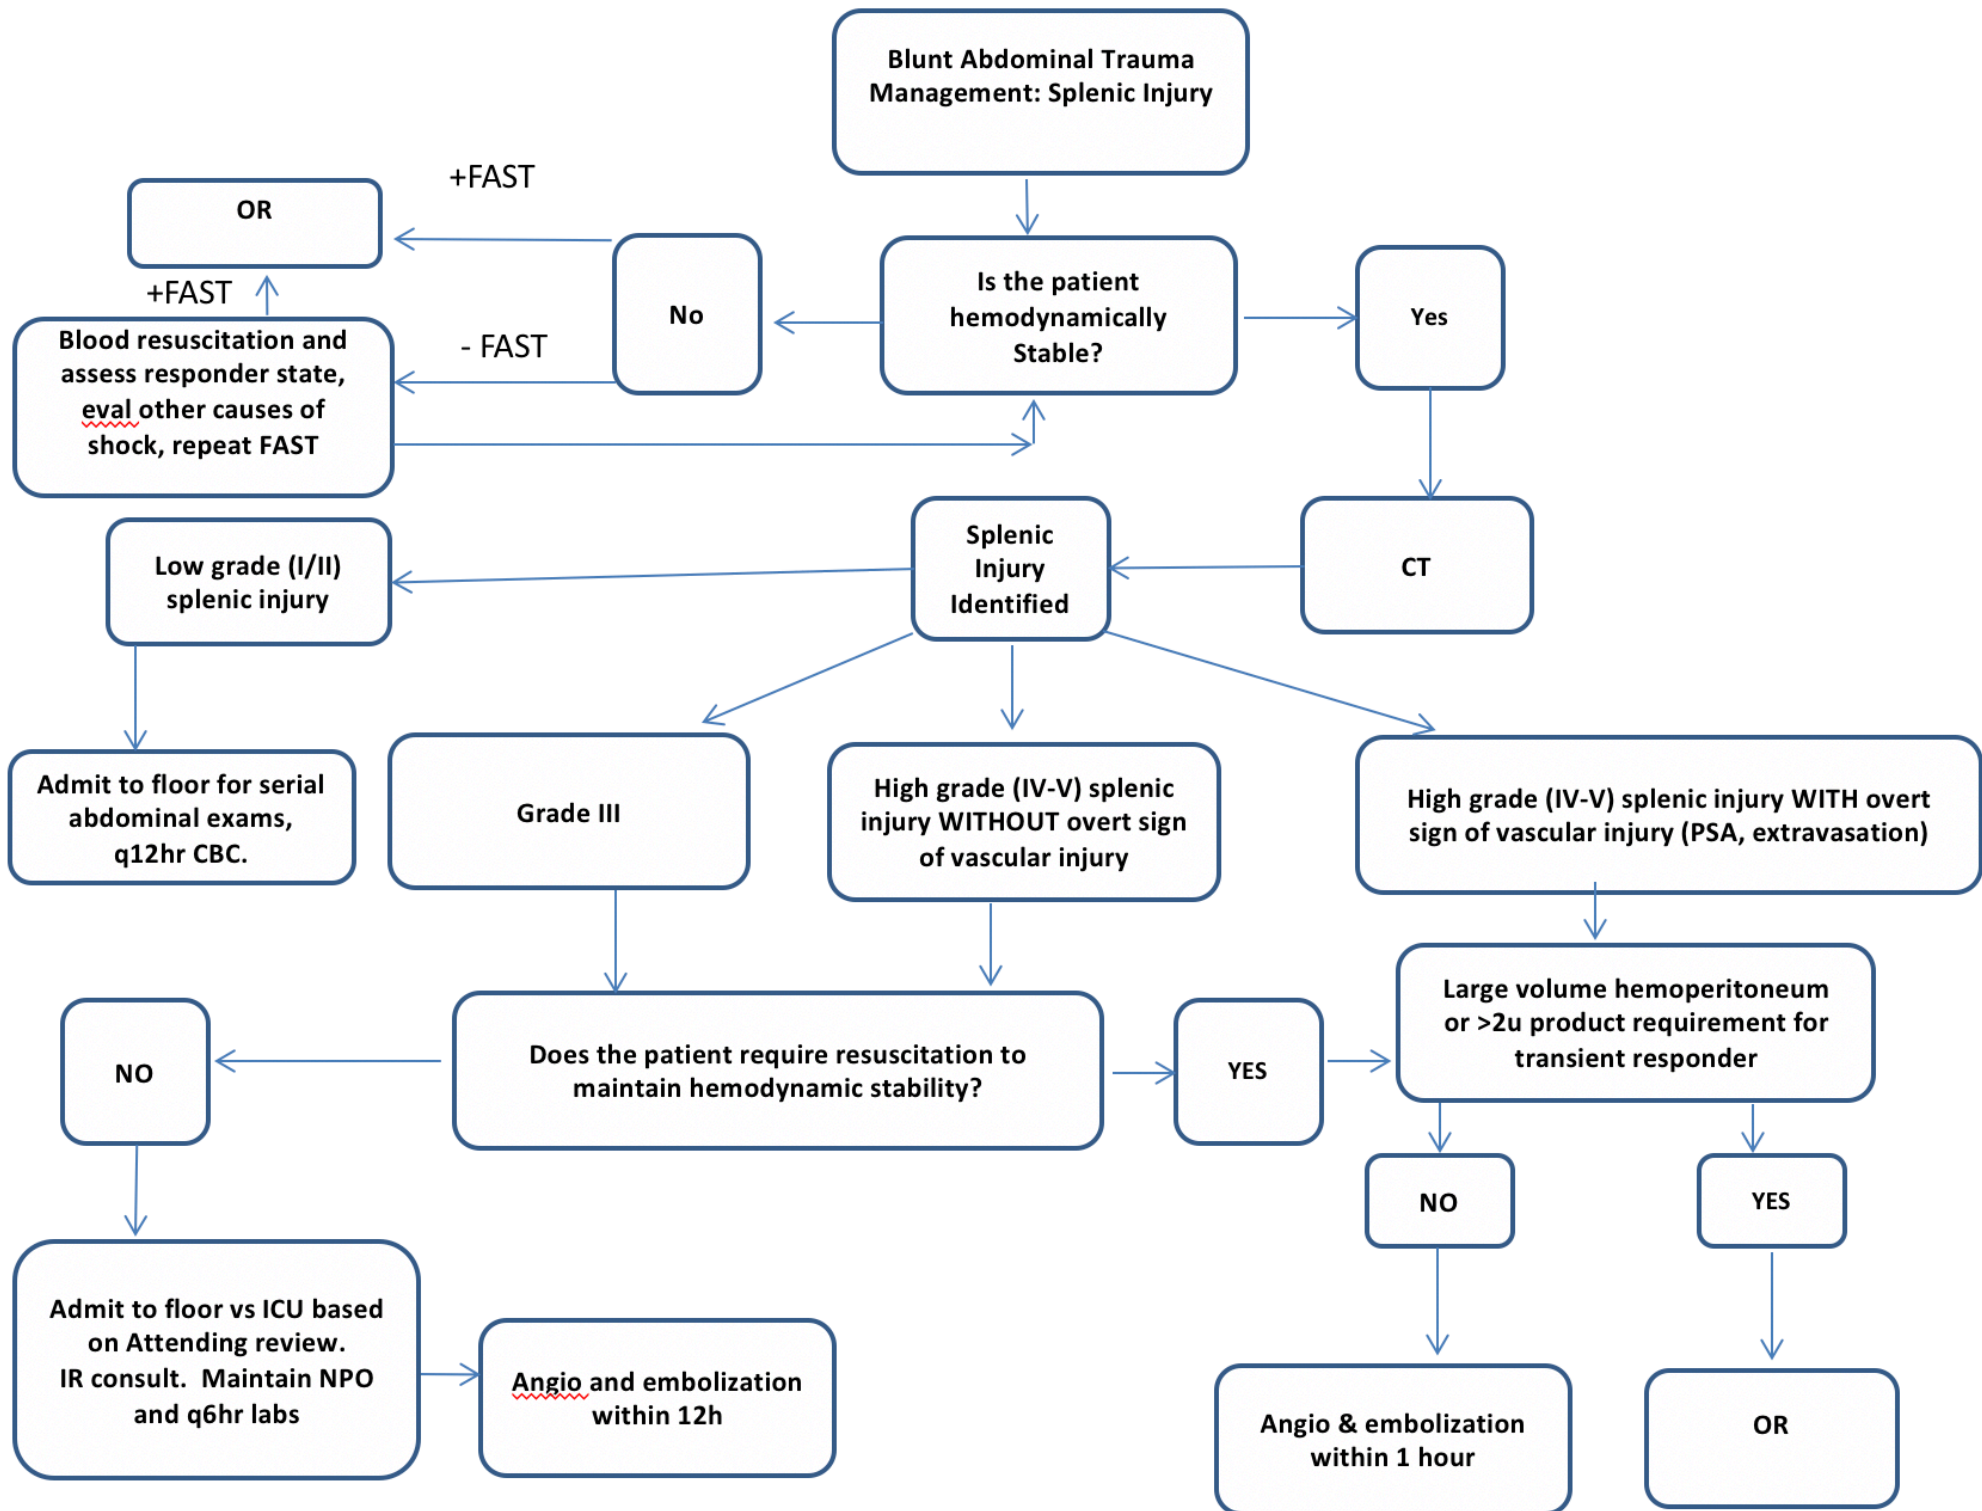 Blunt Abdominal Trauma
Management: Splenic Injury
+FAST
OR
+FAST
No
Is the patient
hemodynamically
Stable?
Yes
Blood resuscitation and
assess responder state,
eval other causes of
shock, repeat FAST
- FAST
Low grade (I/II)
splenic injury
Splenic
Injury
Identified
CT
Admit to floor for serial
abdominal exams,
q12hr CBC.
Grade III
High grade (IV-V) splenic
injury WITHOUT overt sign
of vascular injury
High grade (IV-V) splenic injury WITH overt
sign of vascular injury (PSA, extravasation)
NO
Does the patient require resuscitation to
maintain hemodynamic stability?
YES
Large volume hemoperitoneum
or >2u product requirement for
transient responder
NO
YES
Admit to floor vs ICU based
on Attending review.
IR consult.  Maintain NPO
and q6hr labs
Angio and embolization
within 12h
Angio & embolization
within 1 hour
OR